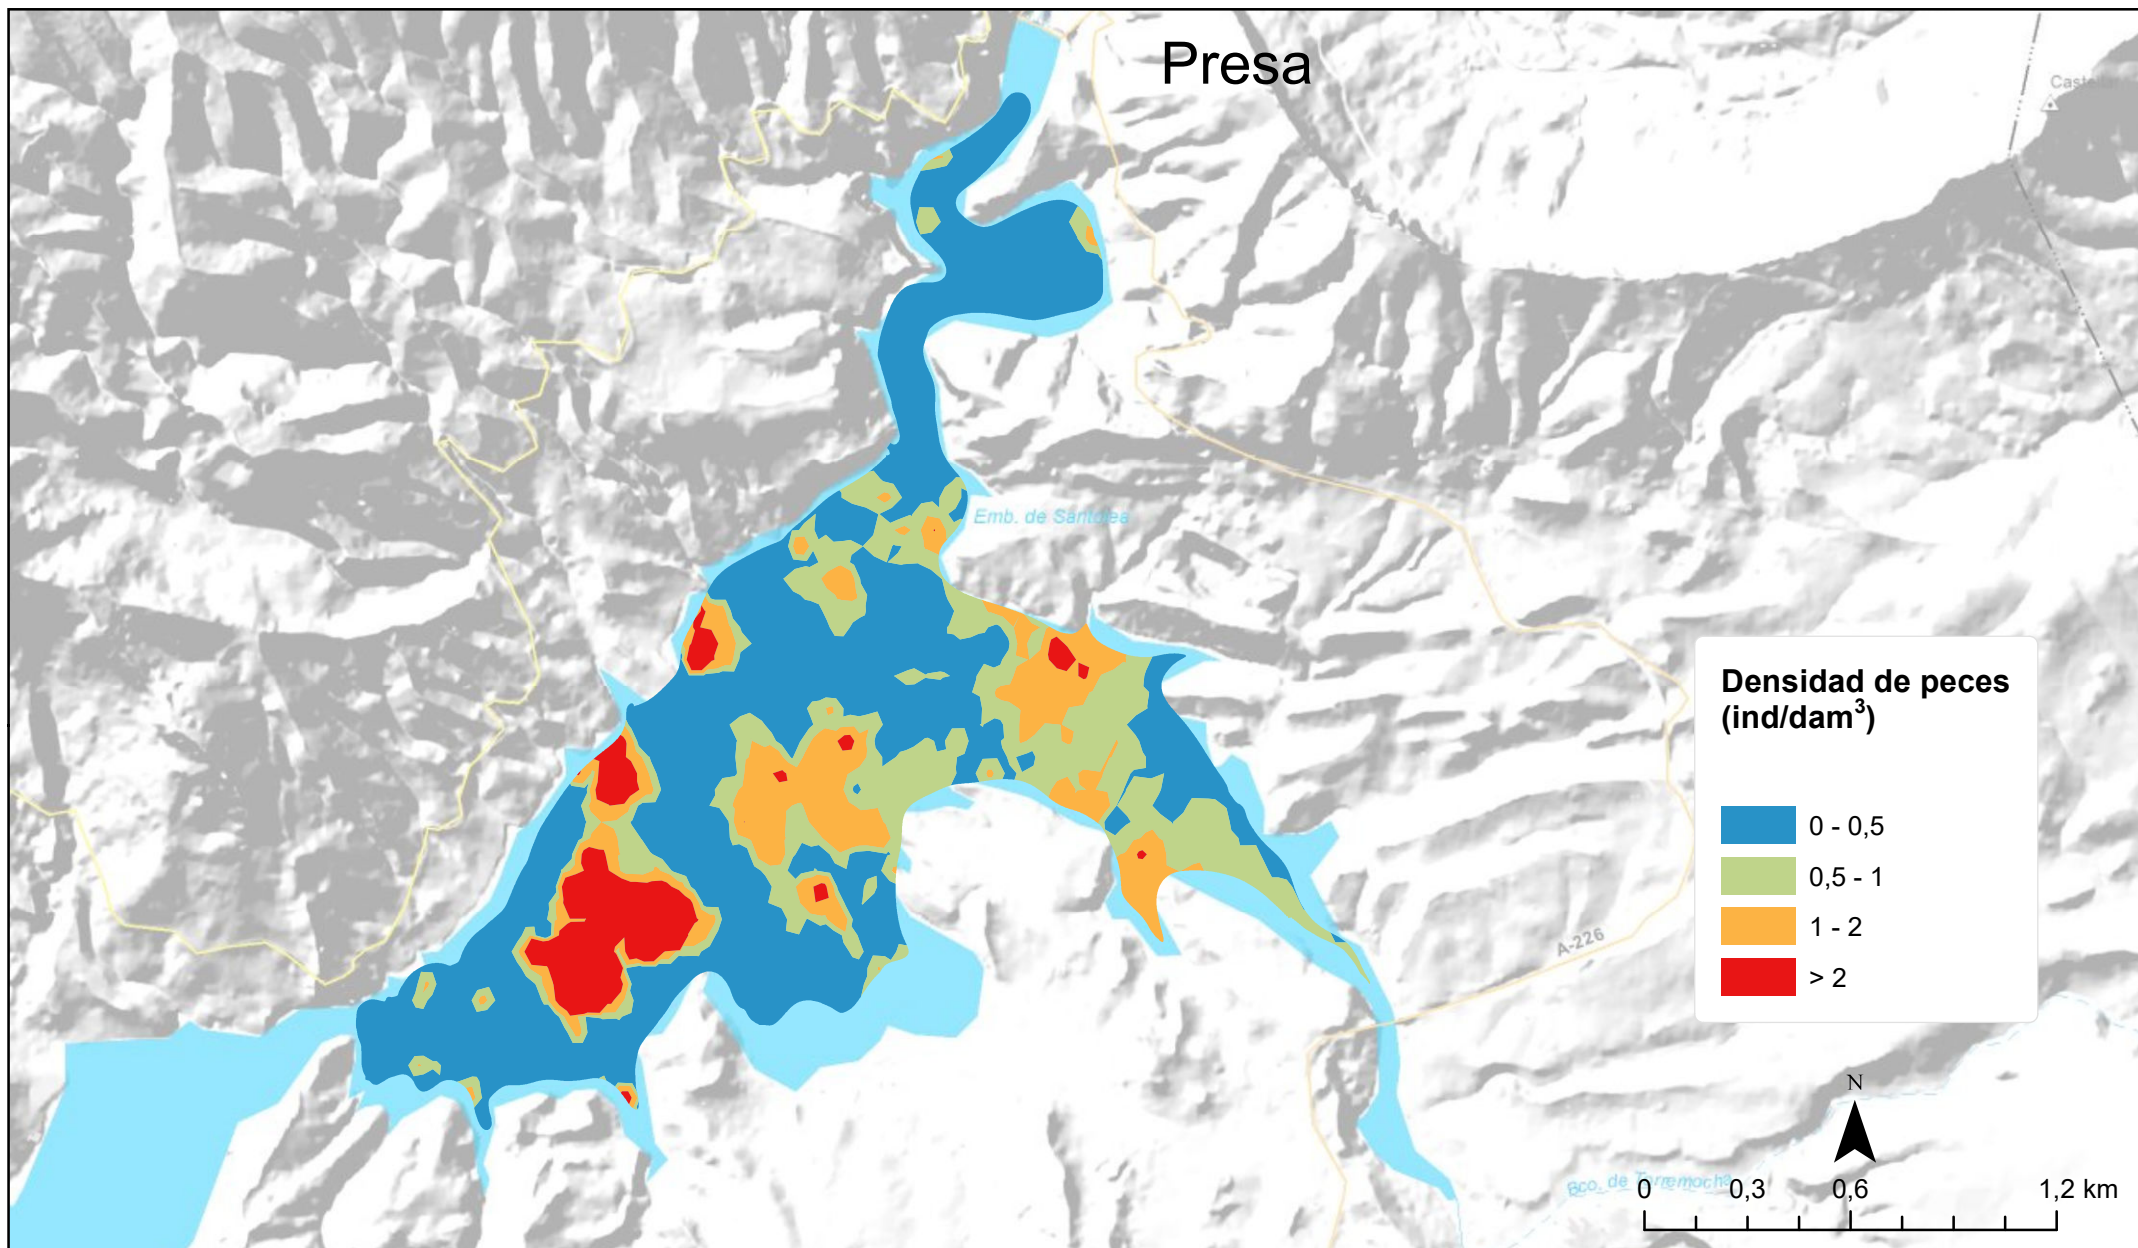 Presa
Emb. de Santolea
Densidad de peces
(ind/dam³)
0 - 0,5
0,5 - 1
1 - 2
> 2
A-226
N
Bco. de Torremocha
0 0,3 0,6 1,2 km